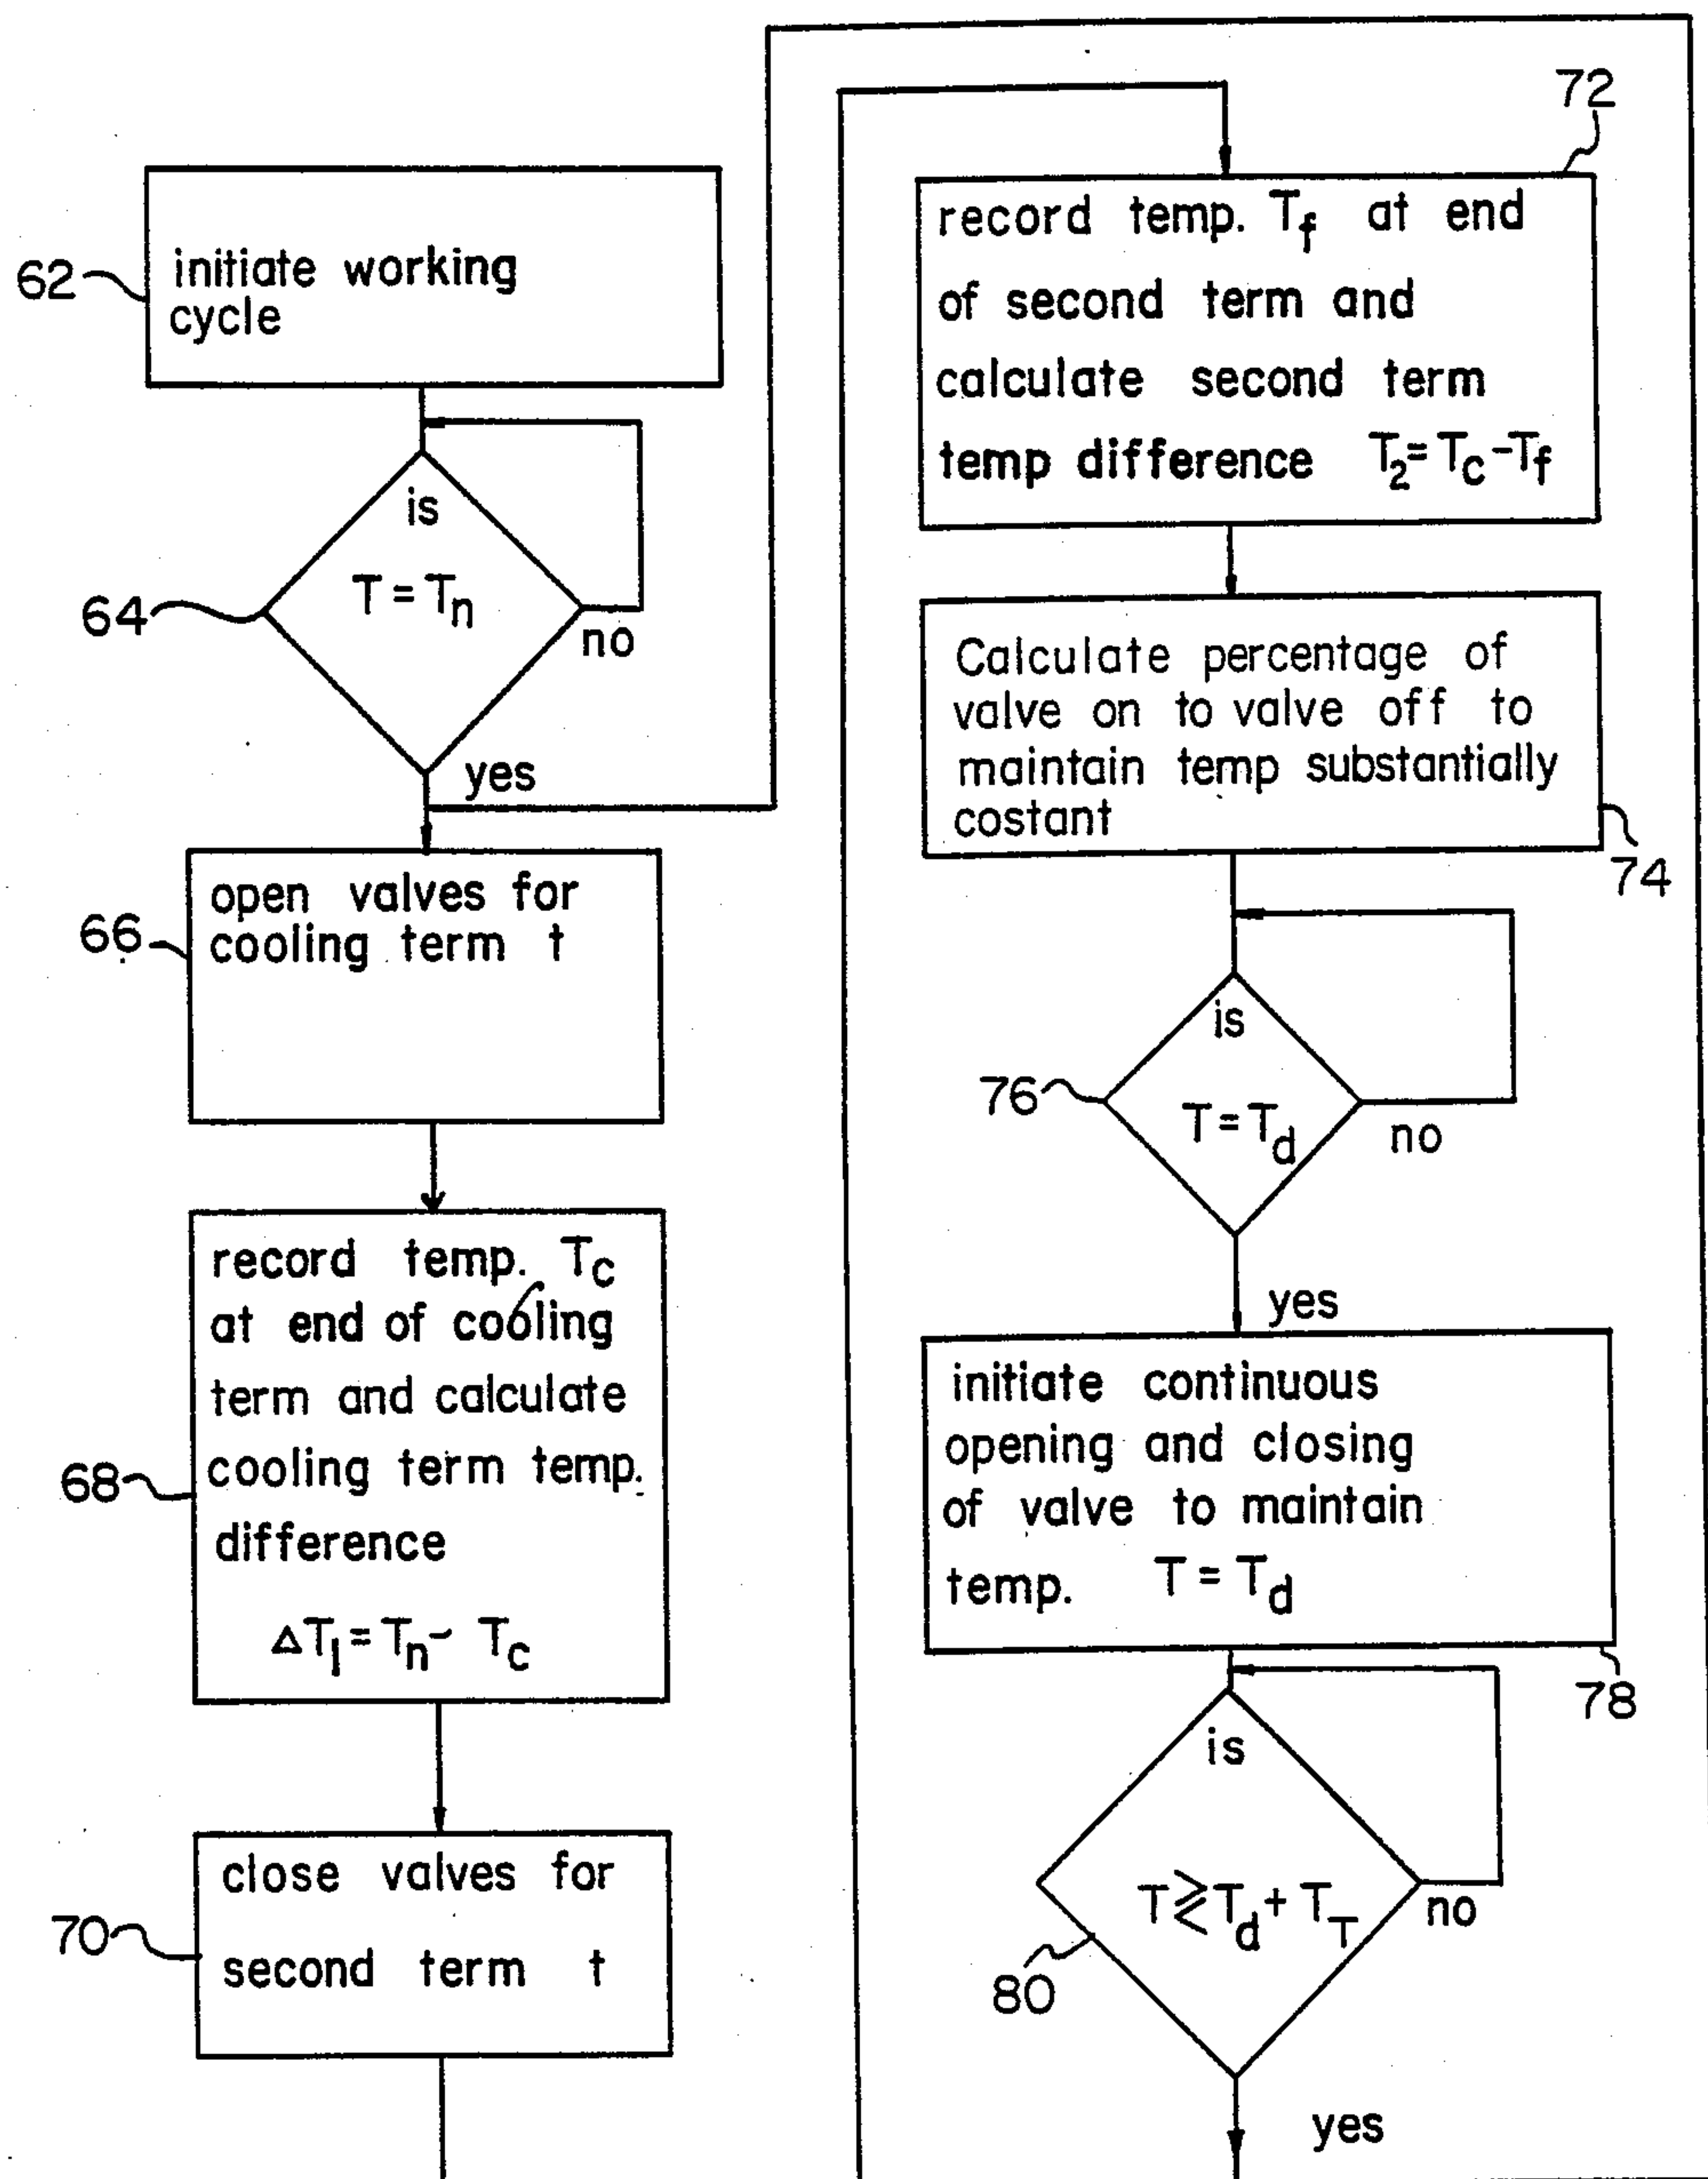 62
initiate working
cycle
is
T = Tn
64
no
yes
66
open valves for
cooling term t
68
record temp. Tc
at end of cooling
term and calculate
cooling term temp.
difference
ΔT1 = Tn - Tc
70
close valves for
second term t
72
record temp. Tf at end
of second term and
calculate second term
temp difference T2 = Tc - Tf
Calculate percentage of
valve on to valve off to
maintain temp substantially
costant
74
is
76
T = Td
no
yes
initiate continuous
opening and closing
of valve to maintain
temp. T = Td
78
is
T ≷ Td + TT
no
80
yes